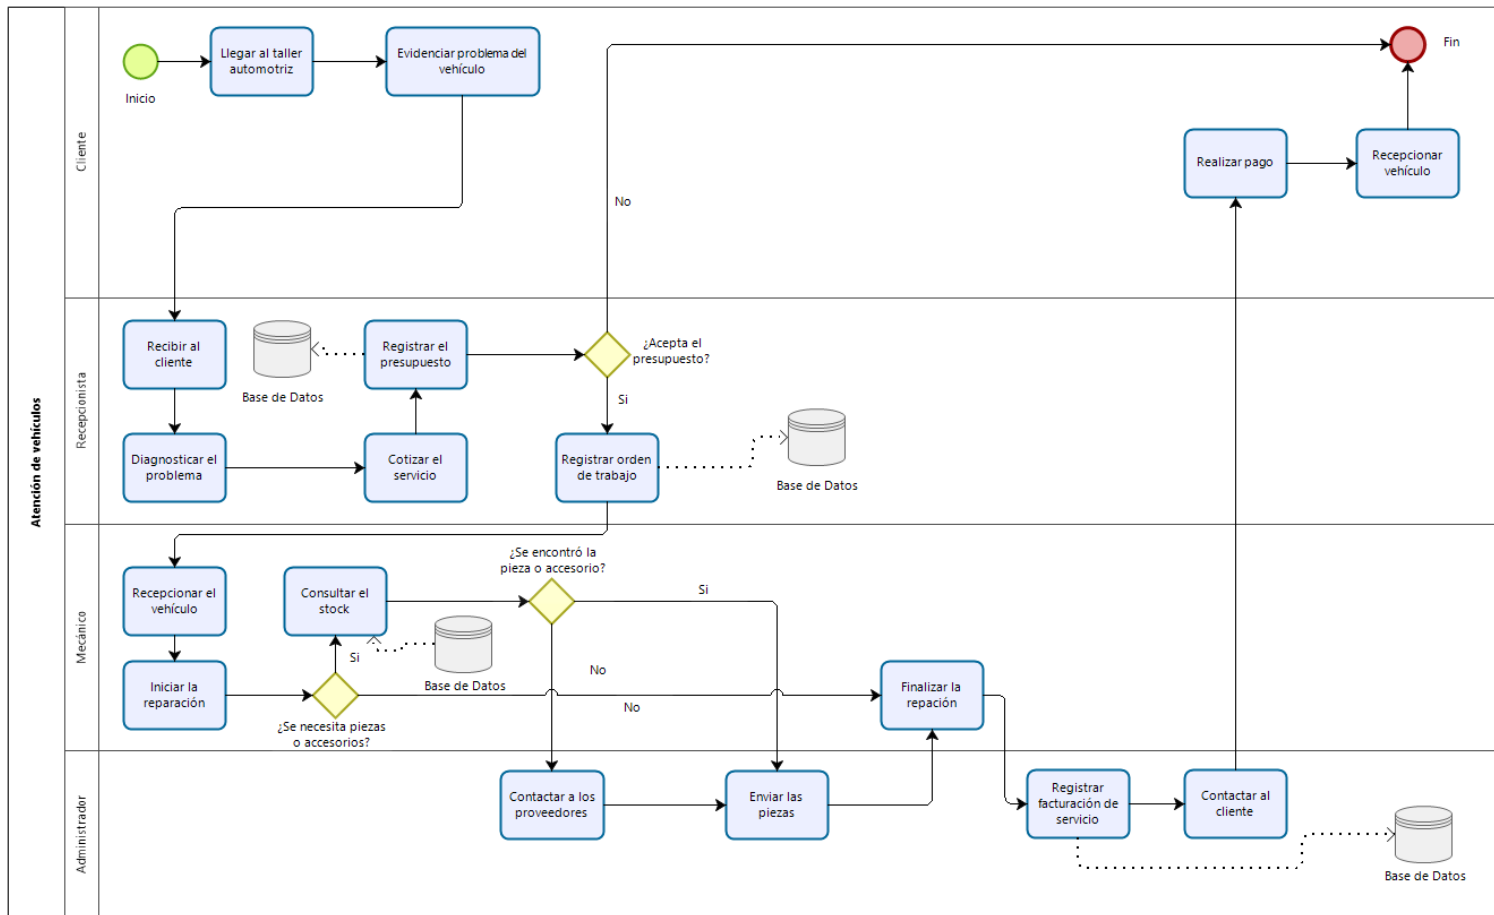 Atención de vehículos
Cliente
Inicio
Llegar al taller
automotriz
Evidenciar problema del
vehículo
No
Fin
Realizar pago
Recepcionar
vehículo
Recepcionista
Recibir al
cliente
Base de Datos
Registrar el
presupuesto
¿Acepta el
presupuesto?
Si
Diagnosticar el
problema
Cotizar el
servicio
Registrar orden
de trabajo
Base de Datos
Mecánico
Recepcionar el
vehículo
Consultar el
stock
¿Se encontró la
pieza o accesorio?
Si
Base de Datos
Si
No
Iniciar la
reparación
¿Se necesita piezas
o accesorios?
No
Finalizar la
repación
Administrador
Contactar a los
proveedores
Enviar las
piezas
Registrar
facturación de
servicio
Contactar al
cliente
Base de Datos